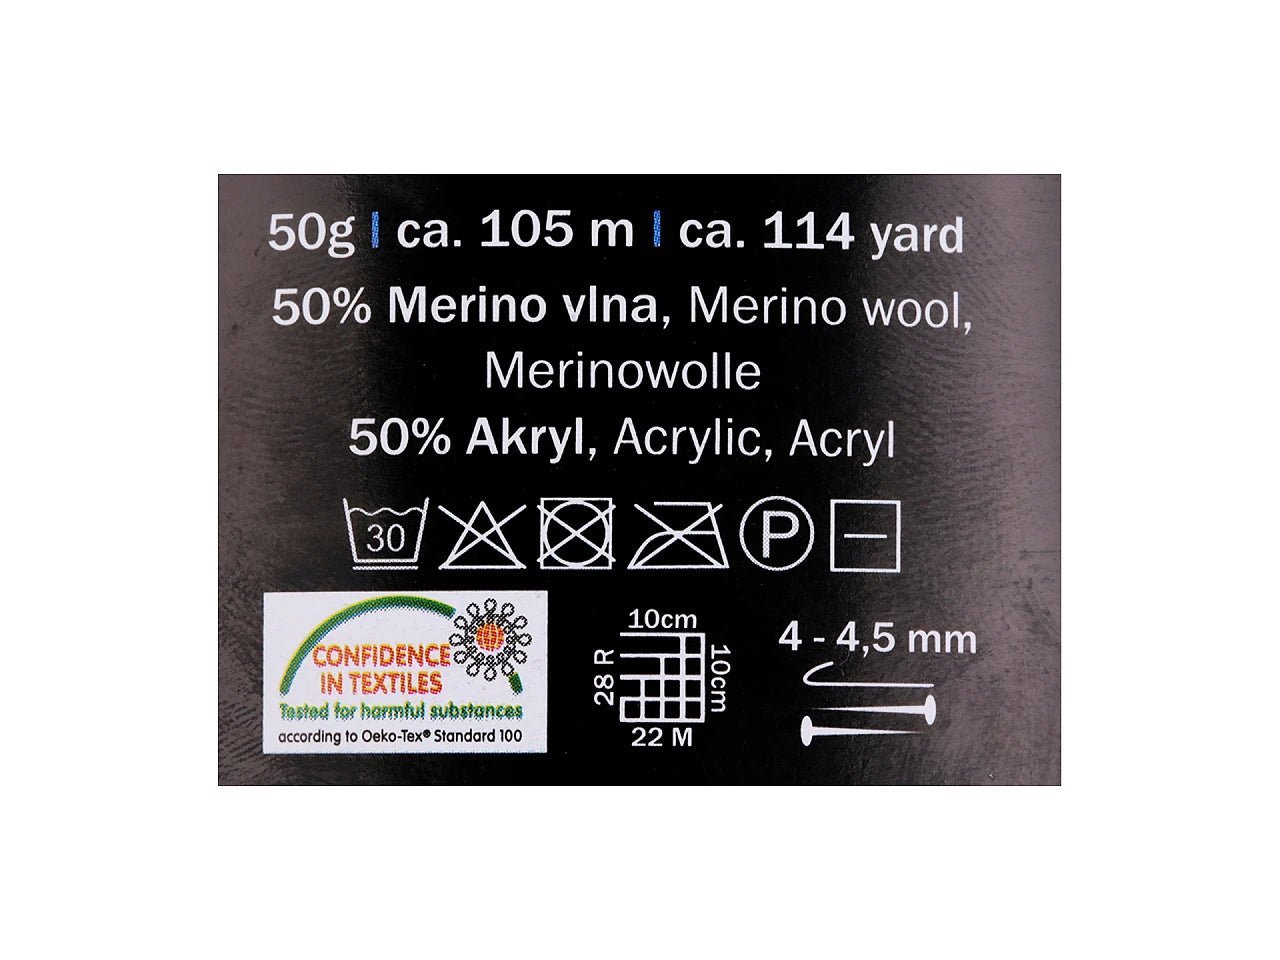 50g | ca. 105 m | ca. 114 yard
50% Merino vlna, Merino wool,
Merinowolle
50% Akryl, Acrylic, Acryl
30
P
CONFIDENCE
IN TEXTILES
Tested for harmful substances
according to Oeko-Tex® Standard 100
10cm
10cm
28 R
22 M
4 - 4,5 mm